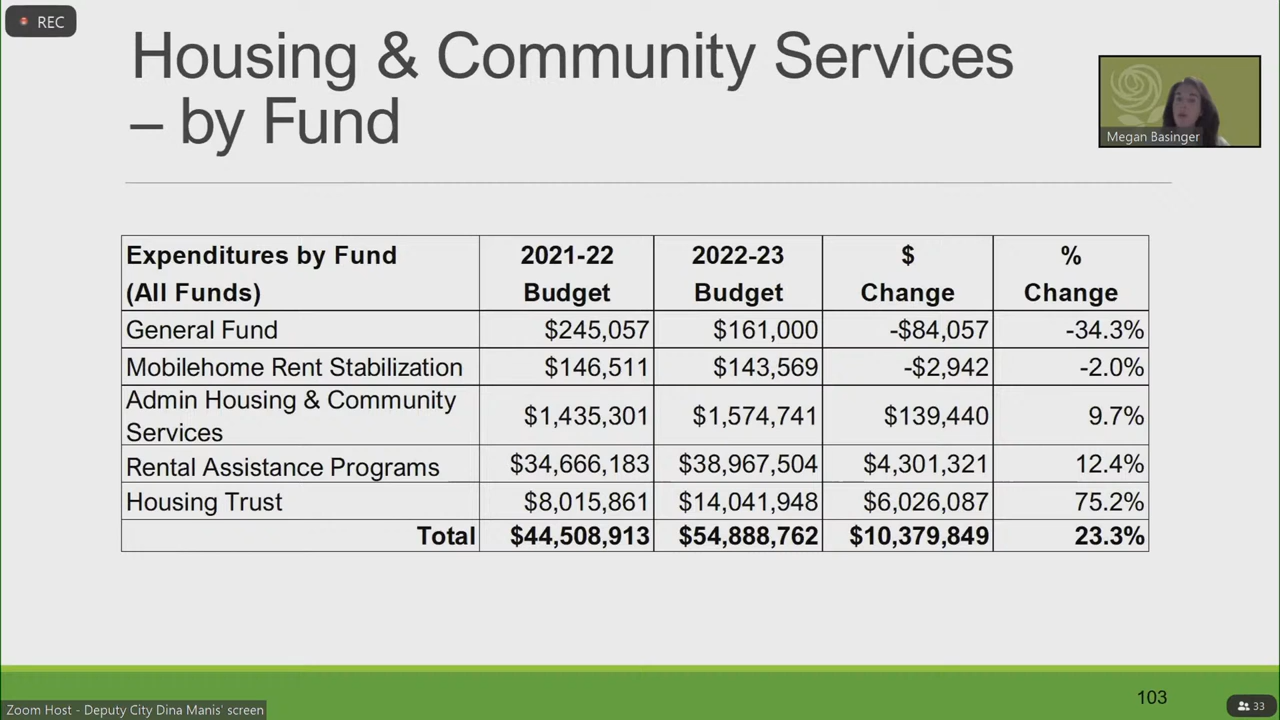 REC
Housing & Community Services
– by Fund
Megan Basinger
Expenditures by Fund (All Funds) 2021-22 Budget 2022-23 Budget $ Change % Change
General Fund $245,057 $161,000 -$84,057 -34.3%
Mobilehome Rent Stabilization $146,511 $143,569 -$2,942 -2.0%
Admin Housing & Community Services $1,435,301 $1,574,741 $139,440 9.7%
Rental Assistance Programs $34,666,183 $38,967,504 $4,301,321 12.4%
Housing Trust $8,015,861 $14,041,948 $6,026,087 75.2%
Total $44,508,913 $54,888,762 $10,379,849 23.3%
103
Zoom Host - Deputy City Dina Manis' screen
33